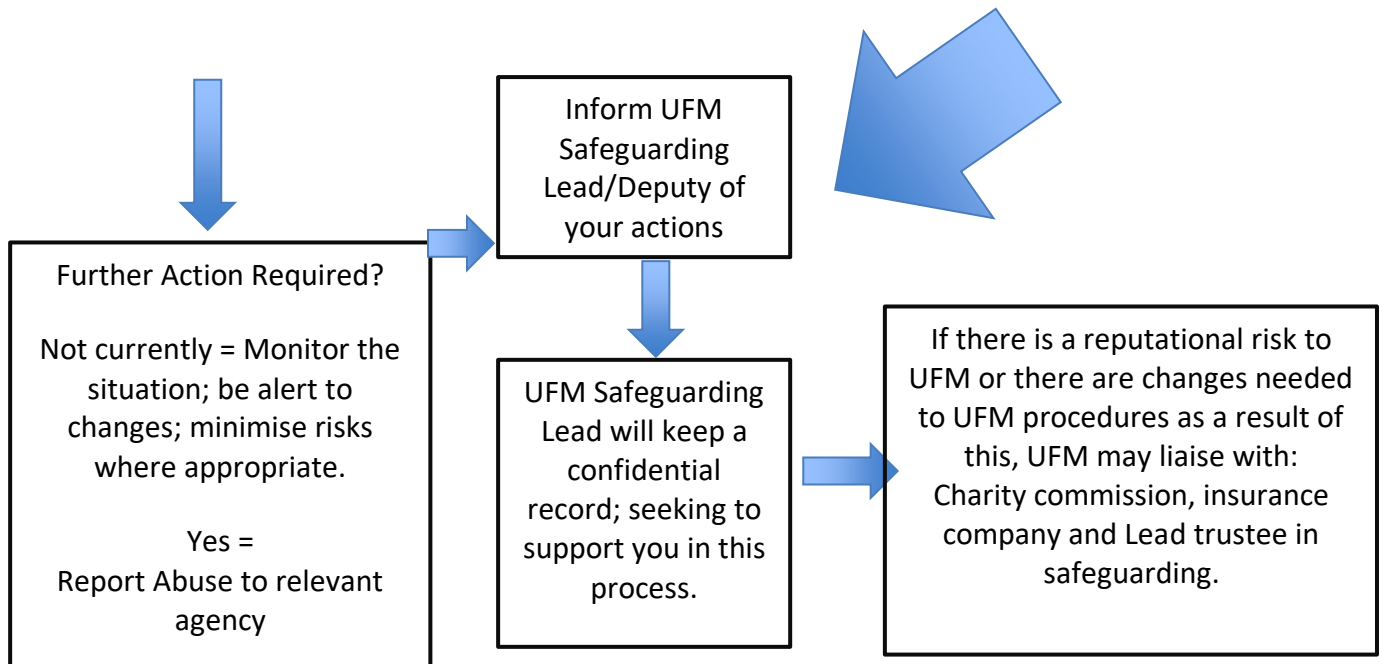 Further Action Required?
Not currently = Monitor the
situation; be alert to
changes; minimise risks
where appropriate.
Yes =
Report Abuse to relevant
agency
Inform UFM
Safeguarding
Lead/Deputy of
your actions
UFM Safeguarding
Lead will keep a
confidential
record; seeking to
support you in this
process.
If there is a reputational risk to
UFM or there are changes needed
to UFM procedures as a result of
this, UFM may liaise with:
Charity commission, insurance
company and Lead trustee in
safeguarding.